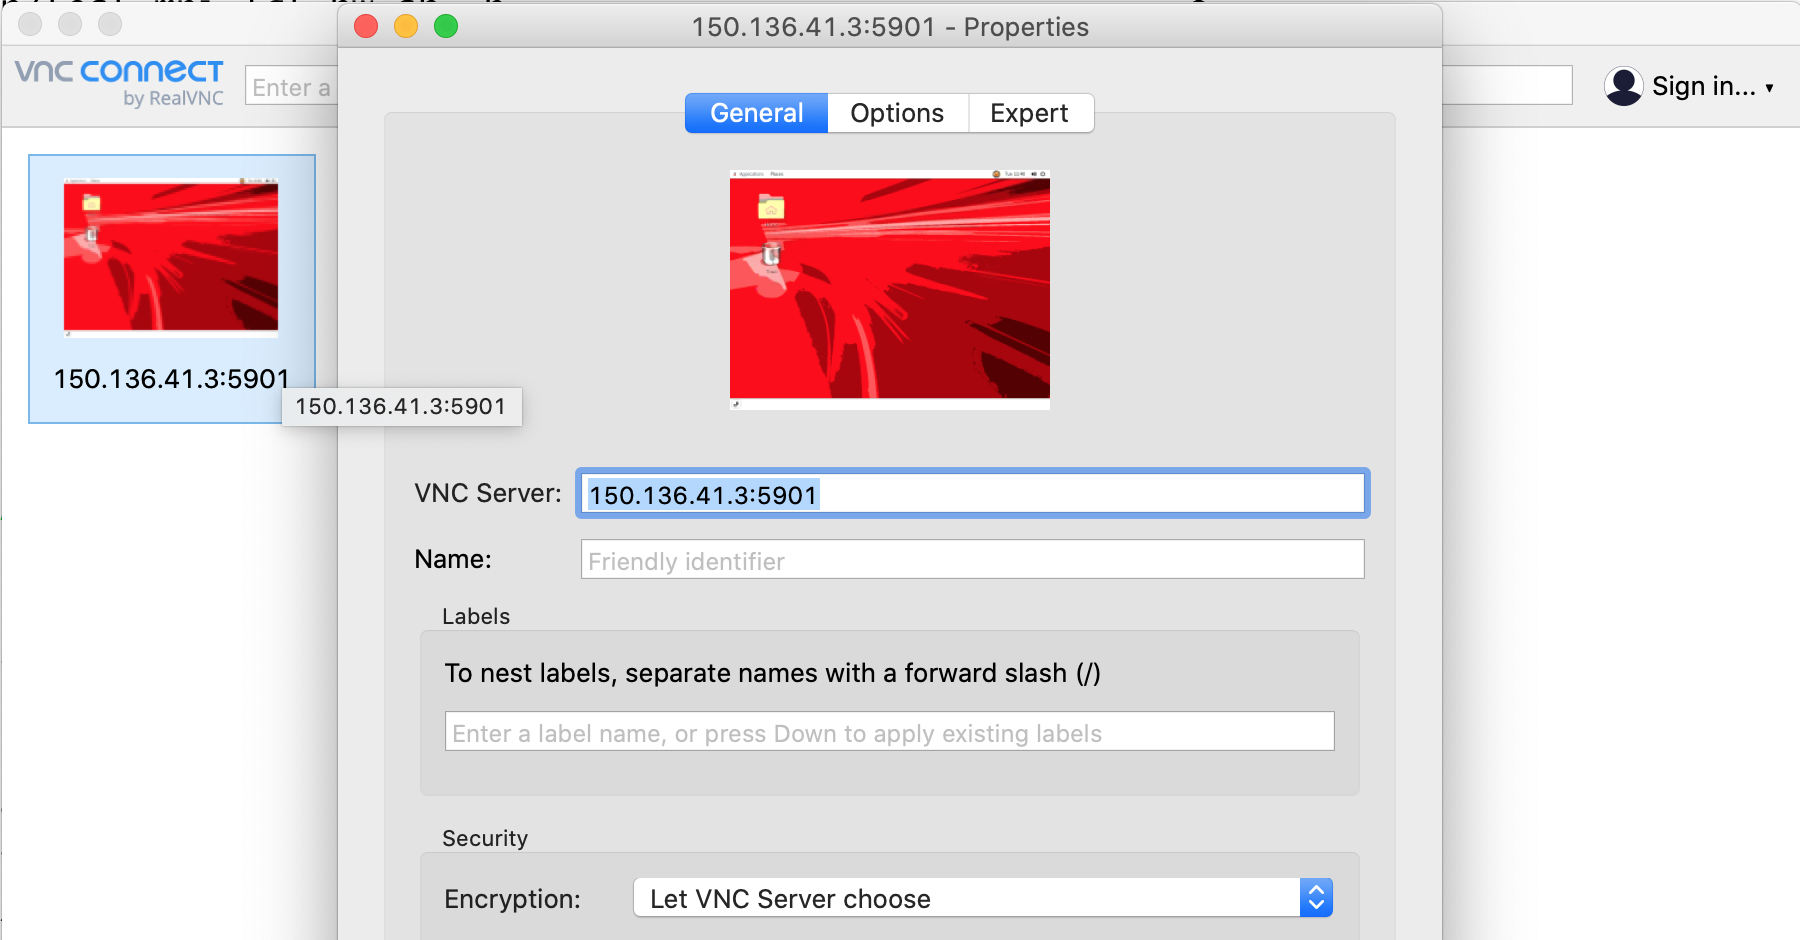 150.136.41.3:5901 - Properties
vnc connect
by RealVNC
Enter a
Sign in...
General
Options
Expert
Applications Places
150.136.41.3:5901
150.136.41.3:5901
VNC Server:
150.136.41.3:5901
Name:
Friendly identifier
Labels
To nest labels, separate names with a forward slash (/)
Enter a label name, or press Down to apply existing labels
Security
Encryption:
Let VNC Server choose